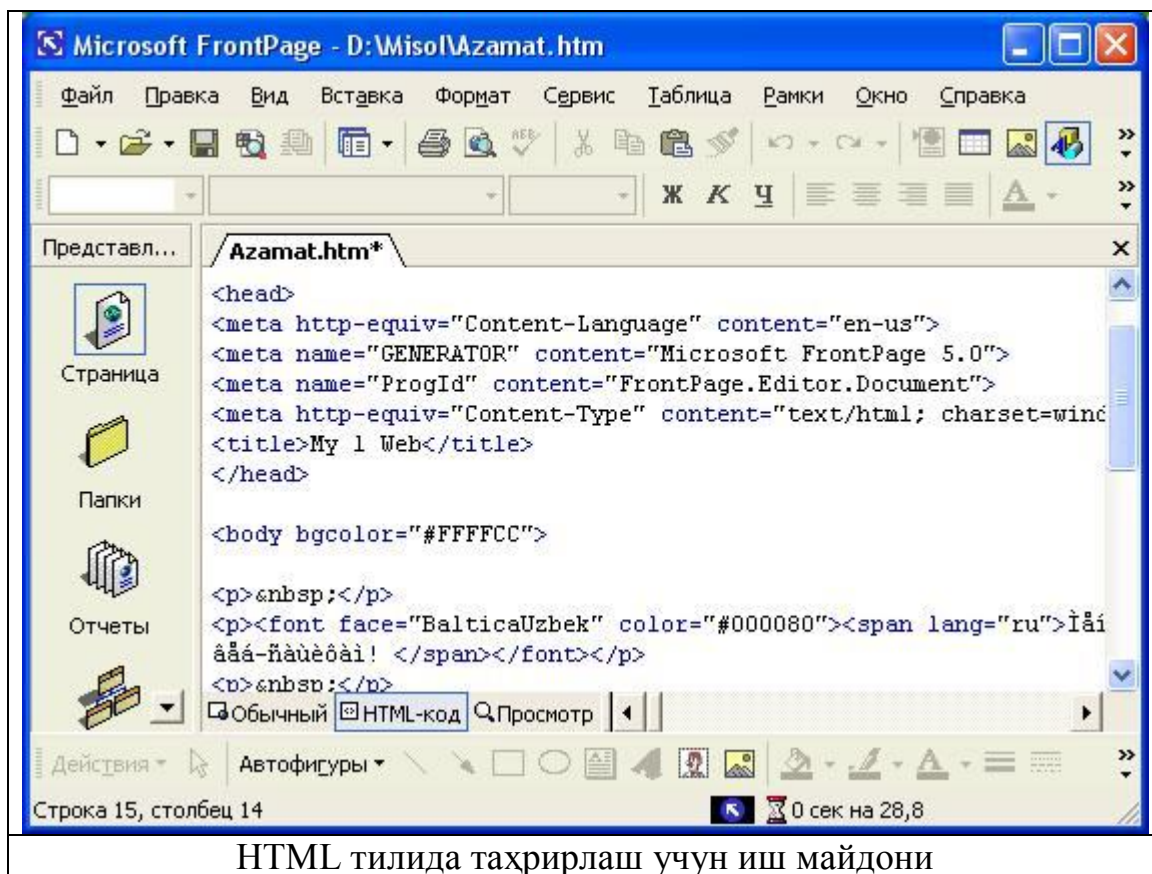 Microsoft FrontPage - D:\Misol\Azamat.htm
Файл Правка Вид Вставка Формат Сервис Таблица Рамки Окно Справка
Ж К Ч
Представл... Azamat.htm*
<head>
<meta http-equiv="Content-Language" content="en-us">
<meta name="GENERATOR" content="Microsoft FrontPage 5.0">
Страница
<meta name="ProgId" content="FrontPage.Editor.Document">
<meta http-equiv="Content-Type" content="text/html; charset=wind
<title>My 1 Web</title>
</head>
Папки
<body bgcolor="#FFFFCC">
<p>&nbsp;</p>
Отчеты
<p><font face="BalticaUzbek" color="#000080"><span lang="ru">Ìåí
âåá-ñàùèôàì! </span></font></p>
<p>&nbsp;</p>
Обычный HTML-код Просмотр
Действия Автофигуры
Строка 15, столбец 14 0 сек на 28,8
HTML тилида таҳрирлаш учун иш майдони